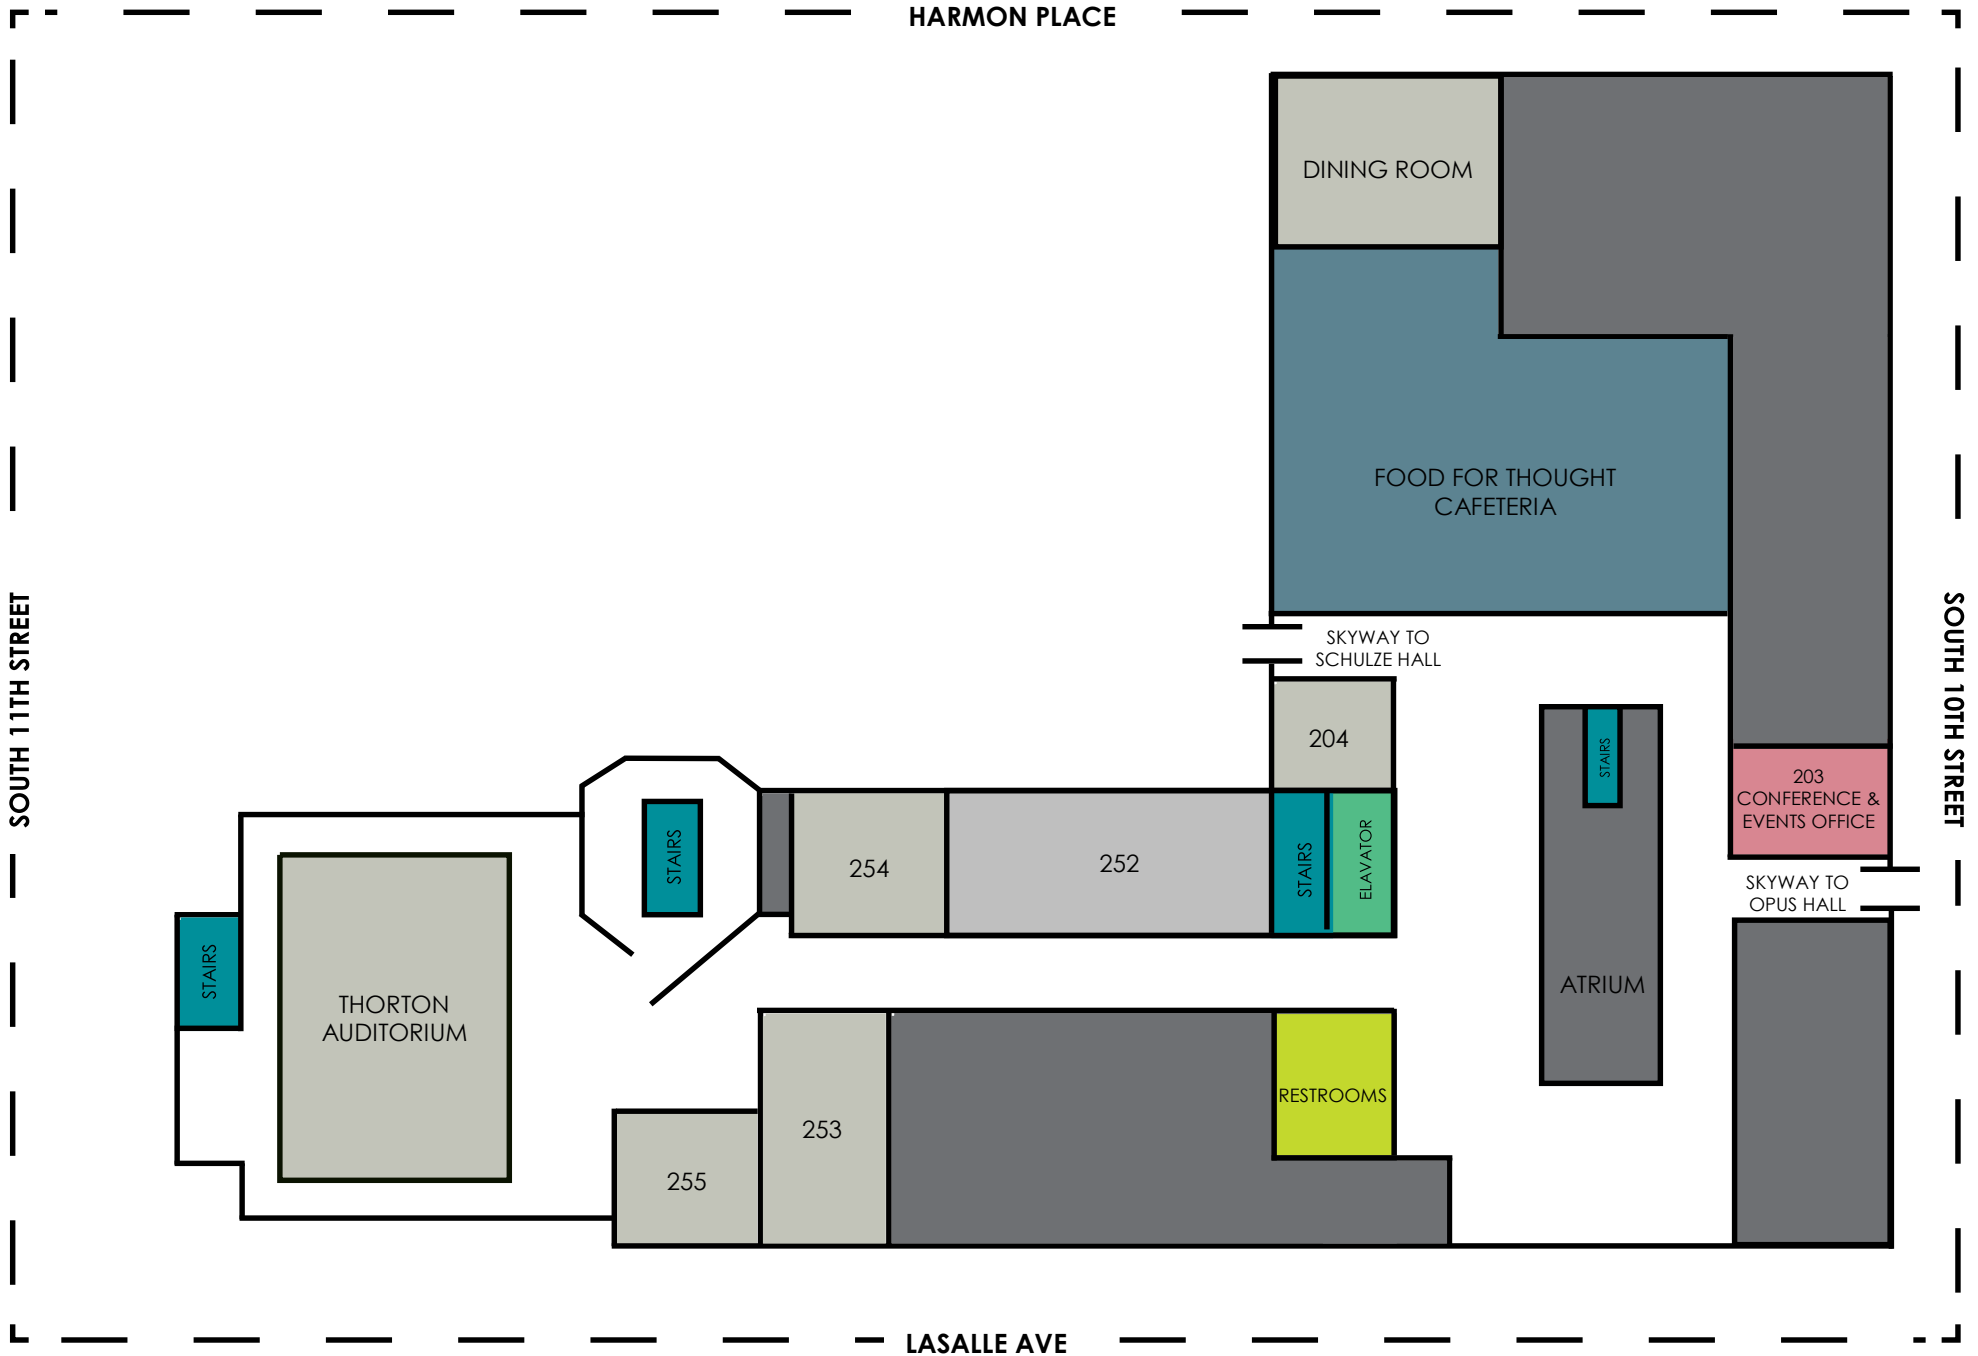 HARMON PLACE
DINING ROOM
FOOD FOR THOUGHT
CAFETERIA
SOUTH 11TH STREET
SOUTH 10TH STREET
SKYWAY TO
SCHULZE HALL
204
STAIRS
203
CONFERENCE &
EVENTS OFFICE
STAIRS
254
252
STAIRS
ELAVATOR
SKYWAY TO
OPUS HALL
STAIRS
THORTON
AUDITORIUM
ATRIUM
RESTROOMS
253
255
LASALLE AVE